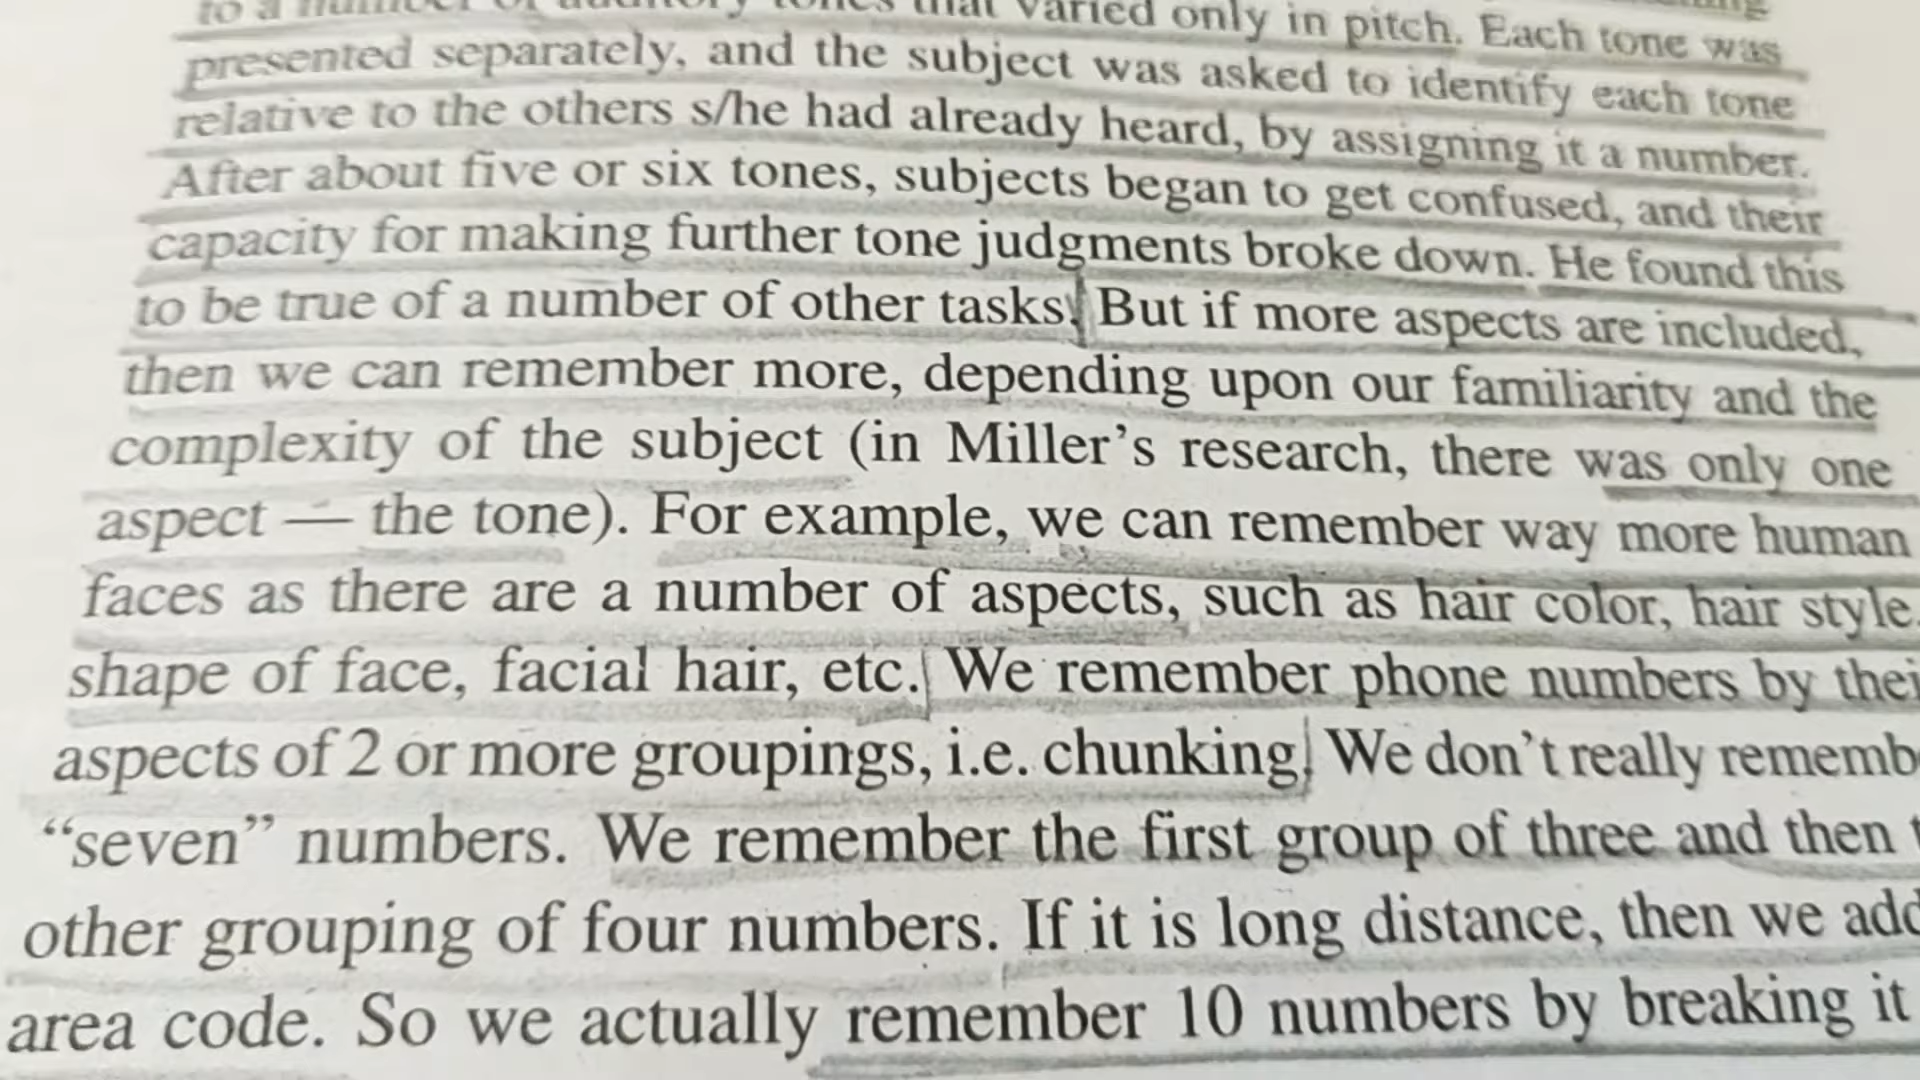 to a number of auditory tones that varied only in pitch. Each tone was
presented separately, and the subject was asked to identify each tone
relative to the others s/he had already heard, by assigning it a number.
After about five or six tones, subjects began to get confused, and their
capacity for making further tone judgments broke down. He found this
to be true of a number of other tasks. But if more aspects are included,
then we can remember more, depending upon our familiarity and the
complexity of the subject (in Miller’s research, there was only one
aspect — the tone). For example, we can remember way more human
faces as there are a number of aspects, such as hair color, hair style,
shape of face, facial hair, etc. We remember phone numbers by thei
aspects of 2 or more groupings, i.e. chunking. We don’t really rememb
“seven” numbers. We remember the first group of three and then t
other grouping of four numbers. If it is long distance, then we add
area code. So we actually remember 10 numbers by breaking it